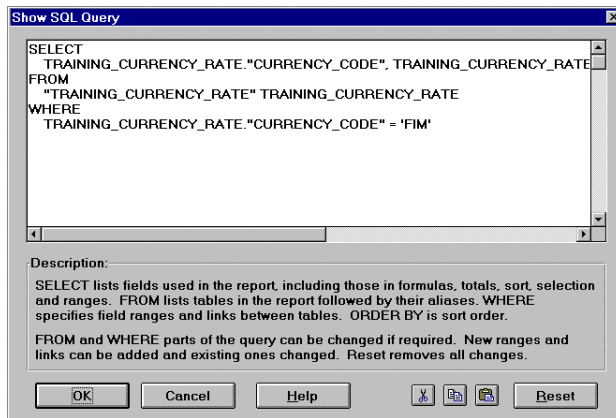 Show SQL Query
SELECT
TRAINING_CURRENCY_RATE."CURRENCY_CODE", TRAINING_CURRENCY_RATE
FROM
"TRAINING_CURRENCY_RATE" TRAINING_CURRENCY_RATE
WHERE
TRAINING_CURRENCY_RATE."CURRENCY_CODE" = 'FIM'
Description:
SELECT lists fields used in the report, including those in formulas, totals, sort, selection
and ranges. FROM lists tables in the report followed by their aliases. WHERE
specifies field ranges and links between tables. ORDER BY is sort order.
FROM and WHERE parts of the query can be changed if required. New ranges and
links can be added and existing ones changed. Reset removes all changes.
OK Cancel Help Reset